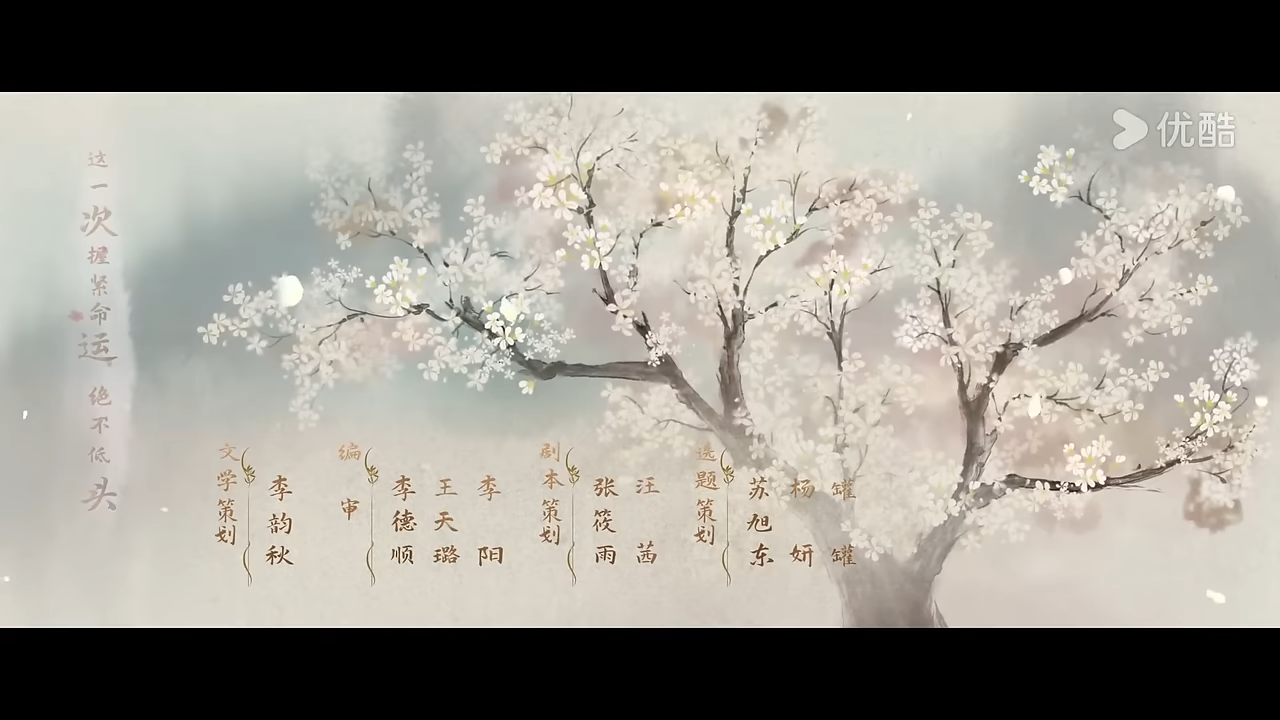 优酷
这一次握紧命运 绝不低头
文学策划
李韵秋
编审
李德顺
王天璐
李阳
剧本策划
张筱雨
汪茜
选题策划
苏旭东
杨妍
罐罐